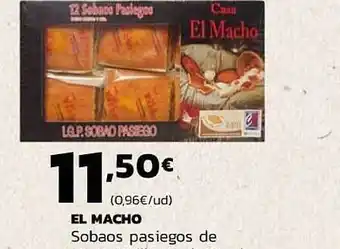 12 Sobaos Pasiegos
Casa
El Macho
I.G.P. SOBAO PASIEGO
11,50€
(0,96€/ud)
EL MACHO
Sobaos pasiegos de